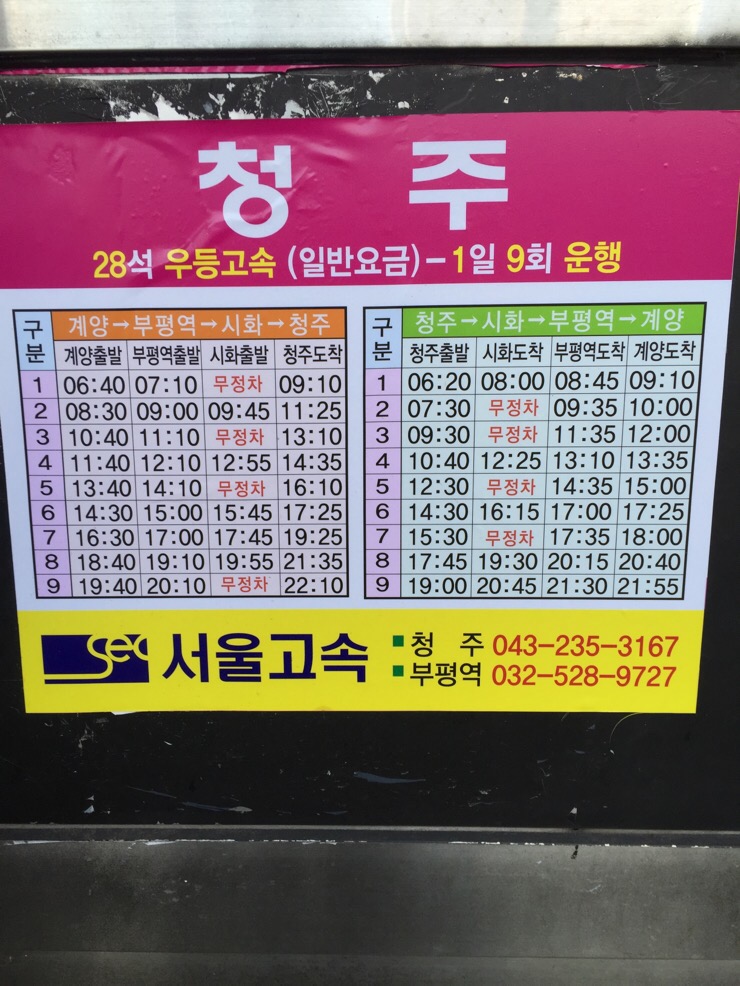 청 주
28석 우등고속 (일반요금)-1일 9회 운행
구분 계양→부평역→시화→청주
계양출발 부평역출발 시화출발 청주도착
1 06:40 07:10 무정차 09:10
2 08:30 09:00 09:45 11:25
3 10:40 11:10 무정차 13:10
4 11:40 12:10 12:55 14:35
5 13:40 14:10 무정차 16:10
6 14:30 15:00 15:45 17:25
7 16:30 17:00 17:45 19:25
8 18:40 19:10 19:55 21:35
9 19:40 20:10 무정차 22:10
구분 청주→시화→부평역→계양
청주출발 시화도착 부평역도착 계양도착
1 06:20 08:00 08:45 09:10
2 07:30 무정차 09:35 10:00
3 09:30 무정차 11:35 12:00
4 10:40 12:25 13:10 13:35
5 12:30 무정차 14:35 15:00
6 14:30 16:15 17:00 17:25
7 15:30 무정차 17:35 18:00
8 17:45 19:30 20:15 20:40
9 19:00 20:45 21:30 21:55
sec 서울고속
청 주 043-235-3167
부평역 032-528-9727